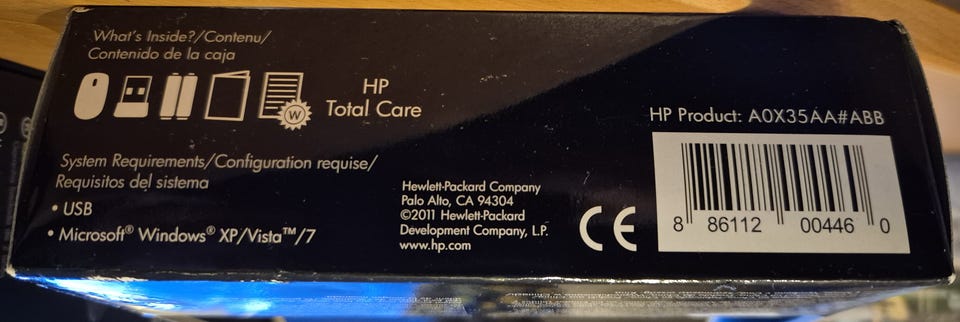 What's Inside?/Contenu/
Contenido de la caja
W
HP
Total Care
System Requirements/Configuration requise/
Requisitos del sistema
• USB
• Microsoft® Windows® XP/Vista™/7
Hewlett-Packard Company
Palo Alto, CA 94304
©2011 Hewlett-Packard
Development Company, L.P.
www.hp.com
CE
HP Product: A0X35AA#ABB
8 86112 00446 0